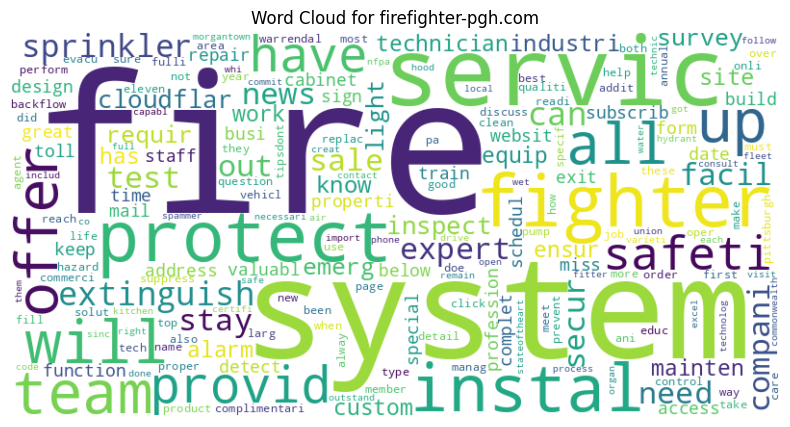 Word Cloud for firefighter-pgh.com
morgantown area warrendal most technician industri survey both technic follow over
evacu sure fulli sprinkler have servic nfpa onli
perform whi repair cabinet hood best help annual
design not year commit sign local qualiti addit site build
backflow cloudflar news light can readi
did capabl work discuss subscrib up
great requir busi out replac clean pa websit form must
agent toll has staff full they creat tipsdont sale equip has date got hydrant
fire all water
includ test question contact know train exit these consult fleet
offer time vehicl properti good fighter facil specif
mail air inspect wet how make pittsburgh
reach co spammer necessari import phone schedul pump job union varieti each
life protect use drive expert ensur oper safeti
keep address valuabl emerg below doe miss fitter more order first visit
them hazard suppress safe page open remain click detail
commerci extinguish system secur meet prevent
fill solut kitchen certifi new been profession complet educ excel technolog commonwealth
will sinc right top larg when alway special stateoftheart ani compani care
also tech name alarm detect type manag process mainten control way
code function done proper member instal organ need access take
team product provid complimentari outstand custom
stay